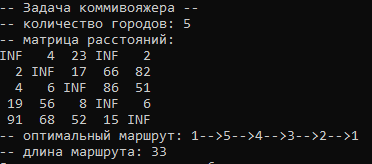 -- Задача коммивояжера --
-- количество городов: 5
-- матрица расстояний:
INF 4 23 INF 2
2 INF 17 66 82
4 6 INF 86 51
19 56 8 INF 6
91 68 52 15 INF
-- оптимальный маршрут: 1-->5-->4-->3-->2-->1
-- длина маршрута: 33